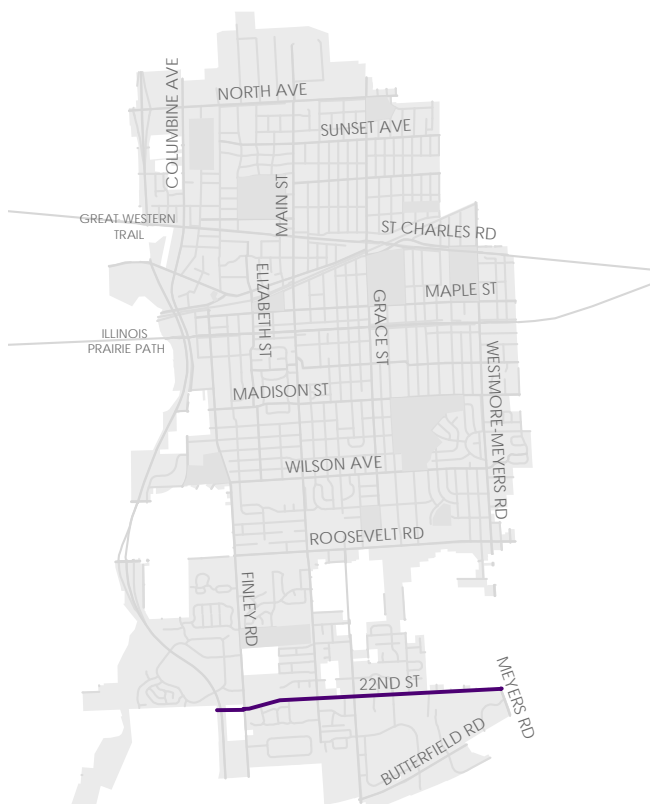 COLUMBINE AVE
NORTH AVE
SUNSET AVE
MAIN ST
GREAT WESTERN
TRAIL
ST CHARLES RD
ELIZABETH ST
GRACE ST
MAPLE ST
ILLINOIS
PRAIRIE PATH
WESTMORE-MEYERS RD
MADISON ST
WILSON AVE
ROOSEVELT RD
FINLEY RD
22ND ST
MEYERS RD
BUTTERFIELD RD